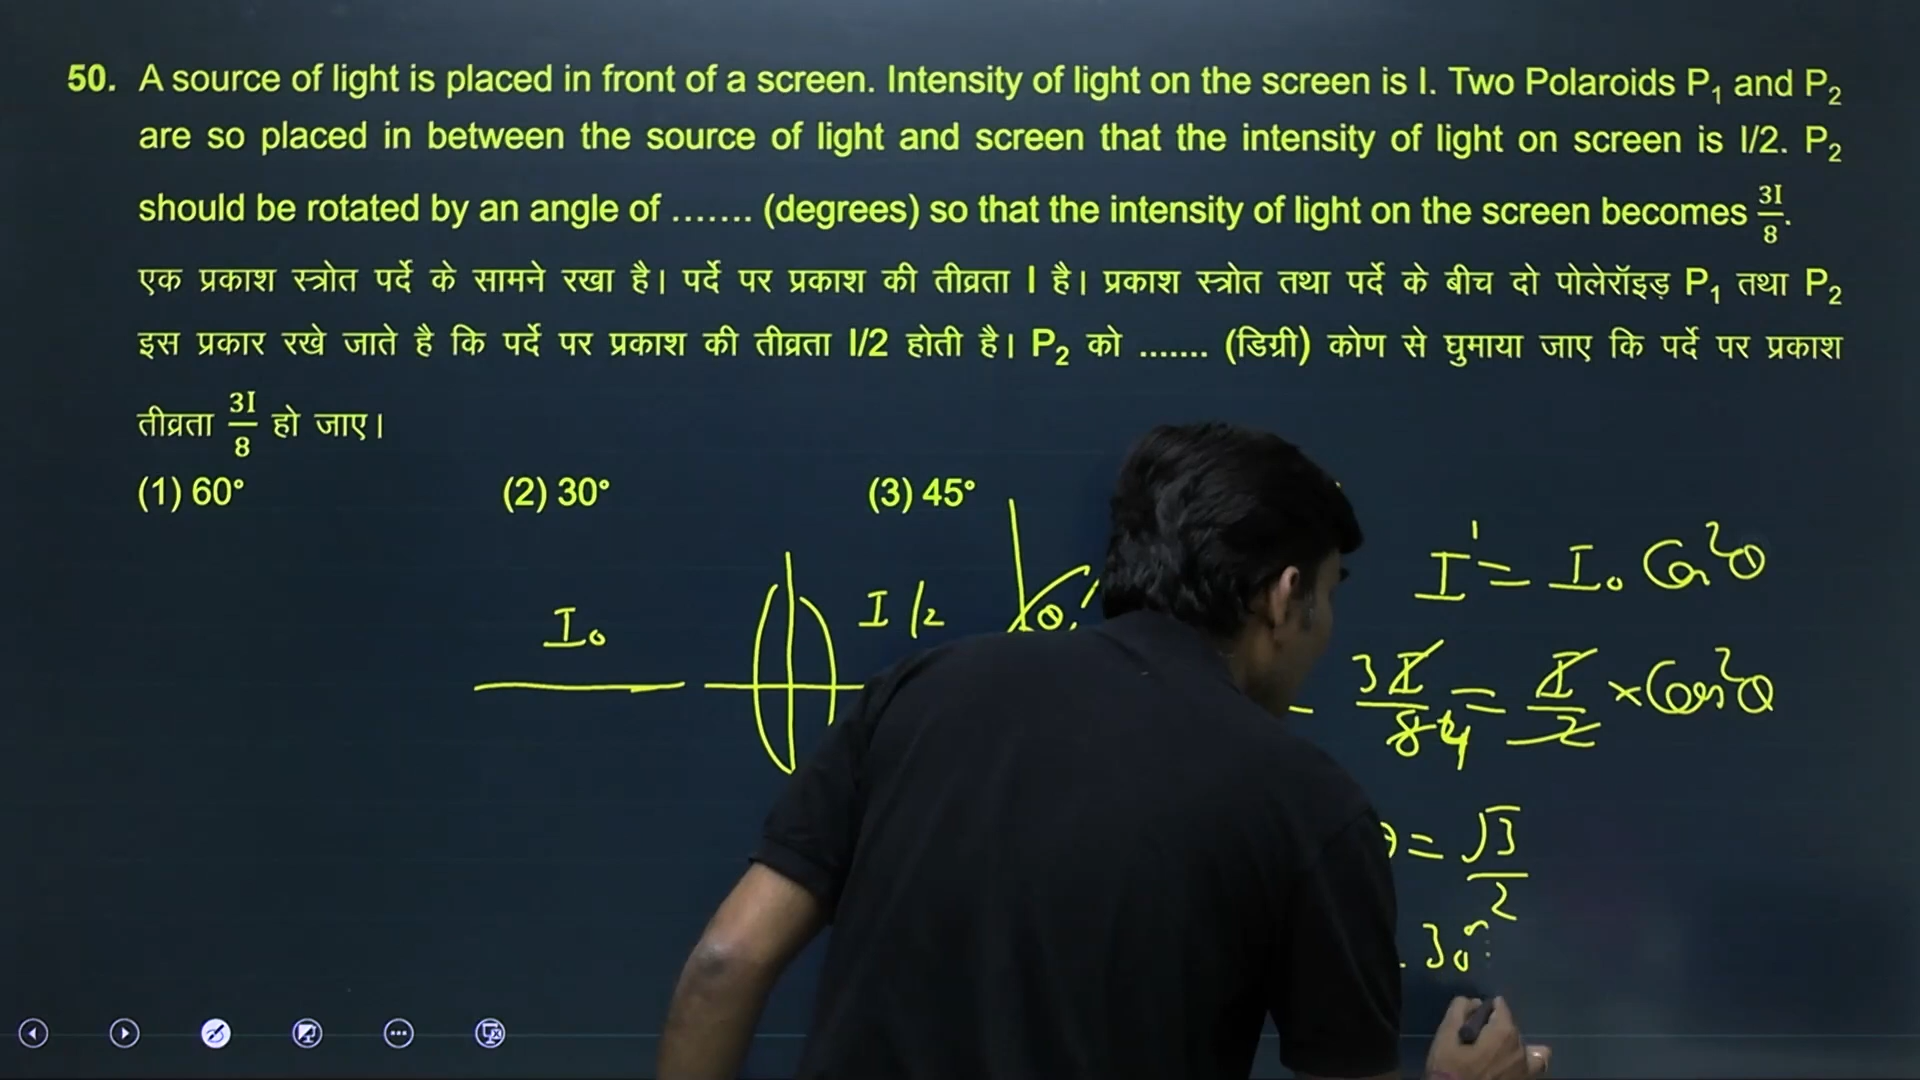 50. A source of light is placed in front of a screen. Intensity of light on the screen is I. Two Polaroids P₁ and P₂
are so placed in between the source of light and screen that the intensity of light on screen is I/2. P₂
should be rotated by an angle of ....... (degrees) so that the intensity of light on the screen becomes 3I/8.
एक प्रकाश स्त्रोत पर्दे के सामने रखा है। पर्दे पर प्रकाश की तीव्रता I है। प्रकाश स्त्रोत तथा पर्दे के बीच दो पोलेरॉइड़ P₁ तथा P₂
इस प्रकार रखे जाते है कि पर्दे पर प्रकाश की तीव्रता I/2 होती है। P₂ को ....... (डिग्री) कोण से घुमाया जाए कि पर्दे पर प्रकाश
तीव्रता 3I/8 हो जाए।
(1) 60° (2) 30° (3) 45°
I' = I₀ Cos²θ
I₀ I/2 θ
3I/8 4 = I/2 × Cos²θ
= √3/2
30°